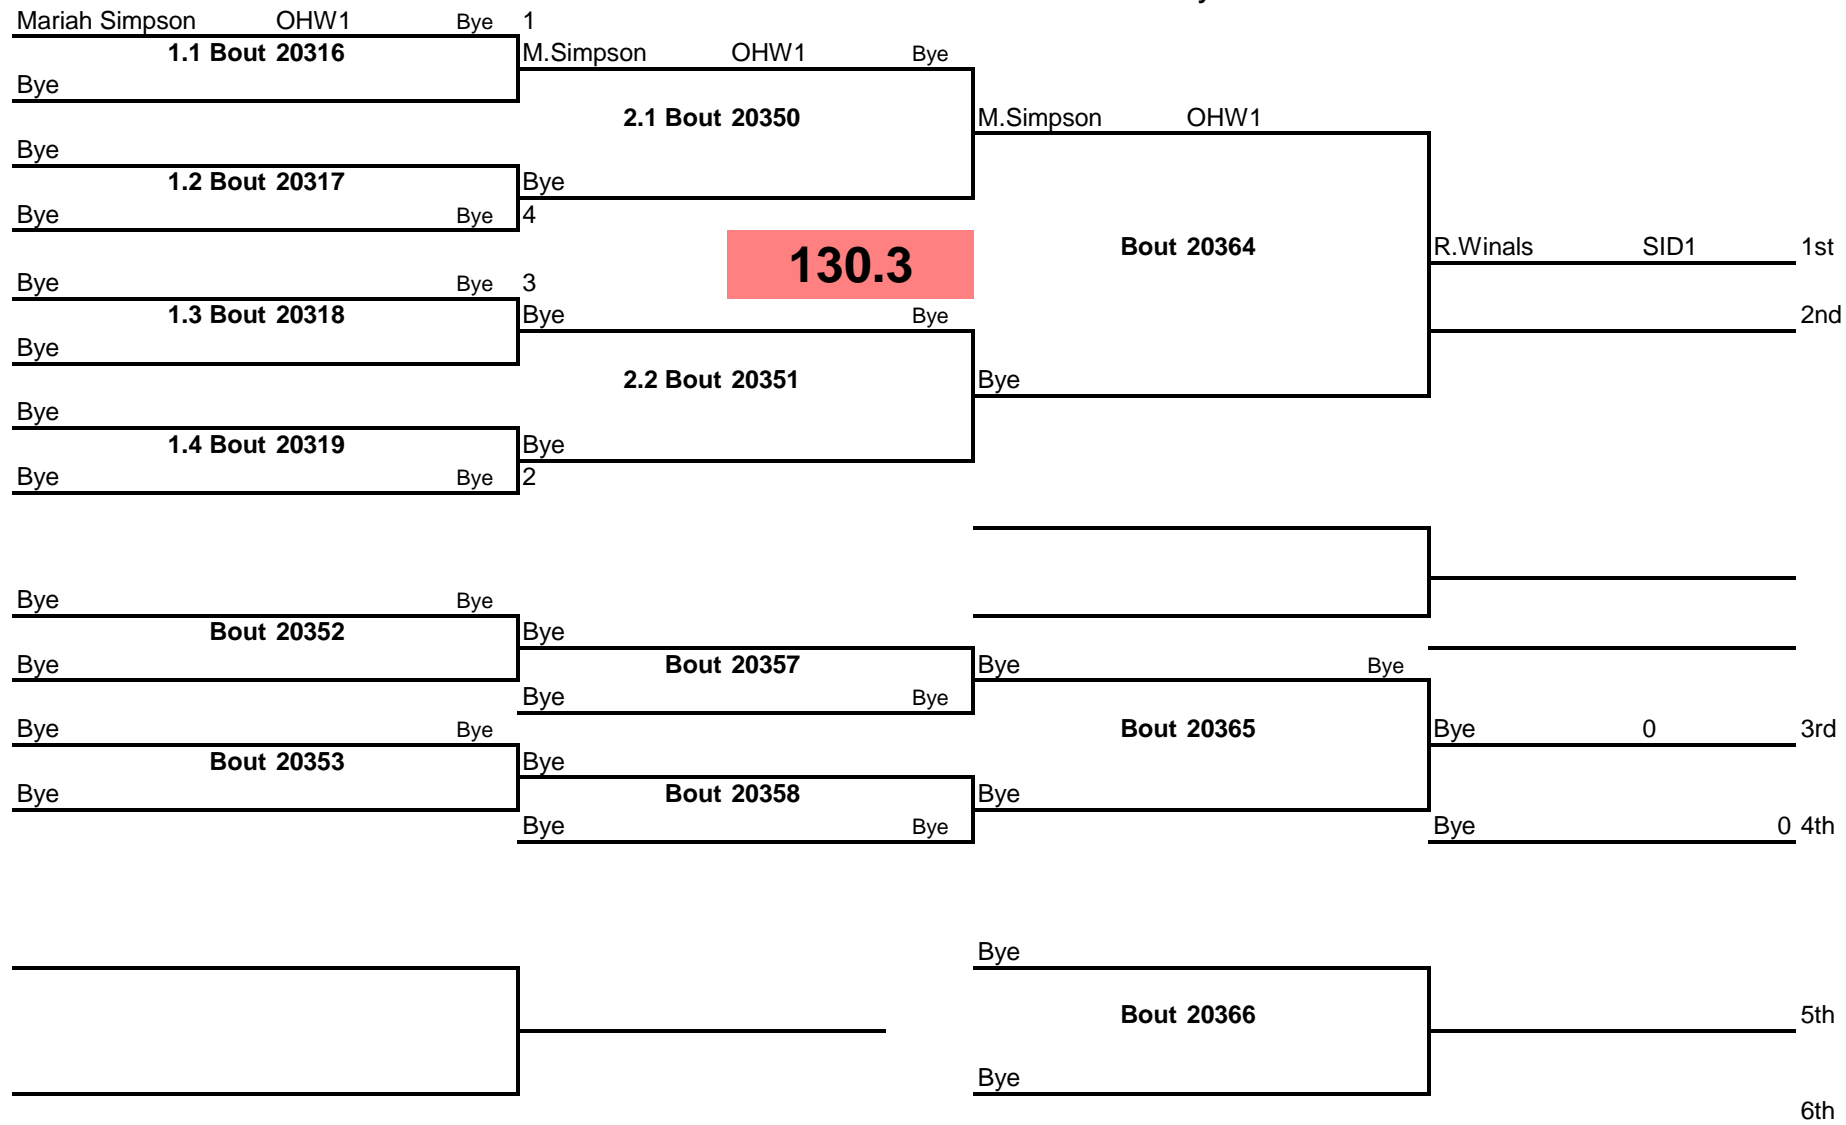 Mariah Simpson OHW1 Bye 1
1.1 Bout 20316 M.Simpson OHW1 Bye
Bye
2.1 Bout 20350 M.Simpson OHW1
Bye
1.2 Bout 20317 Bye
Bye Bye 4
130.3 Bout 20364 R.Winals SID1 1st
Bye Bye 3
1.3 Bout 20318 Bye Bye 2nd
Bye
2.2 Bout 20351 Bye
Bye
1.4 Bout 20319 Bye
Bye Bye 2
Bye Bye
Bout 20352 Bye
Bye Bout 20357 Bye Bye
Bye Bye
Bye Bye Bout 20365 Bye 0 3rd
Bout 20353 Bye
Bye Bout 20358 Bye
Bye Bye Bye 0 4th
Bye
Bout 20366 5th
Bye
6th